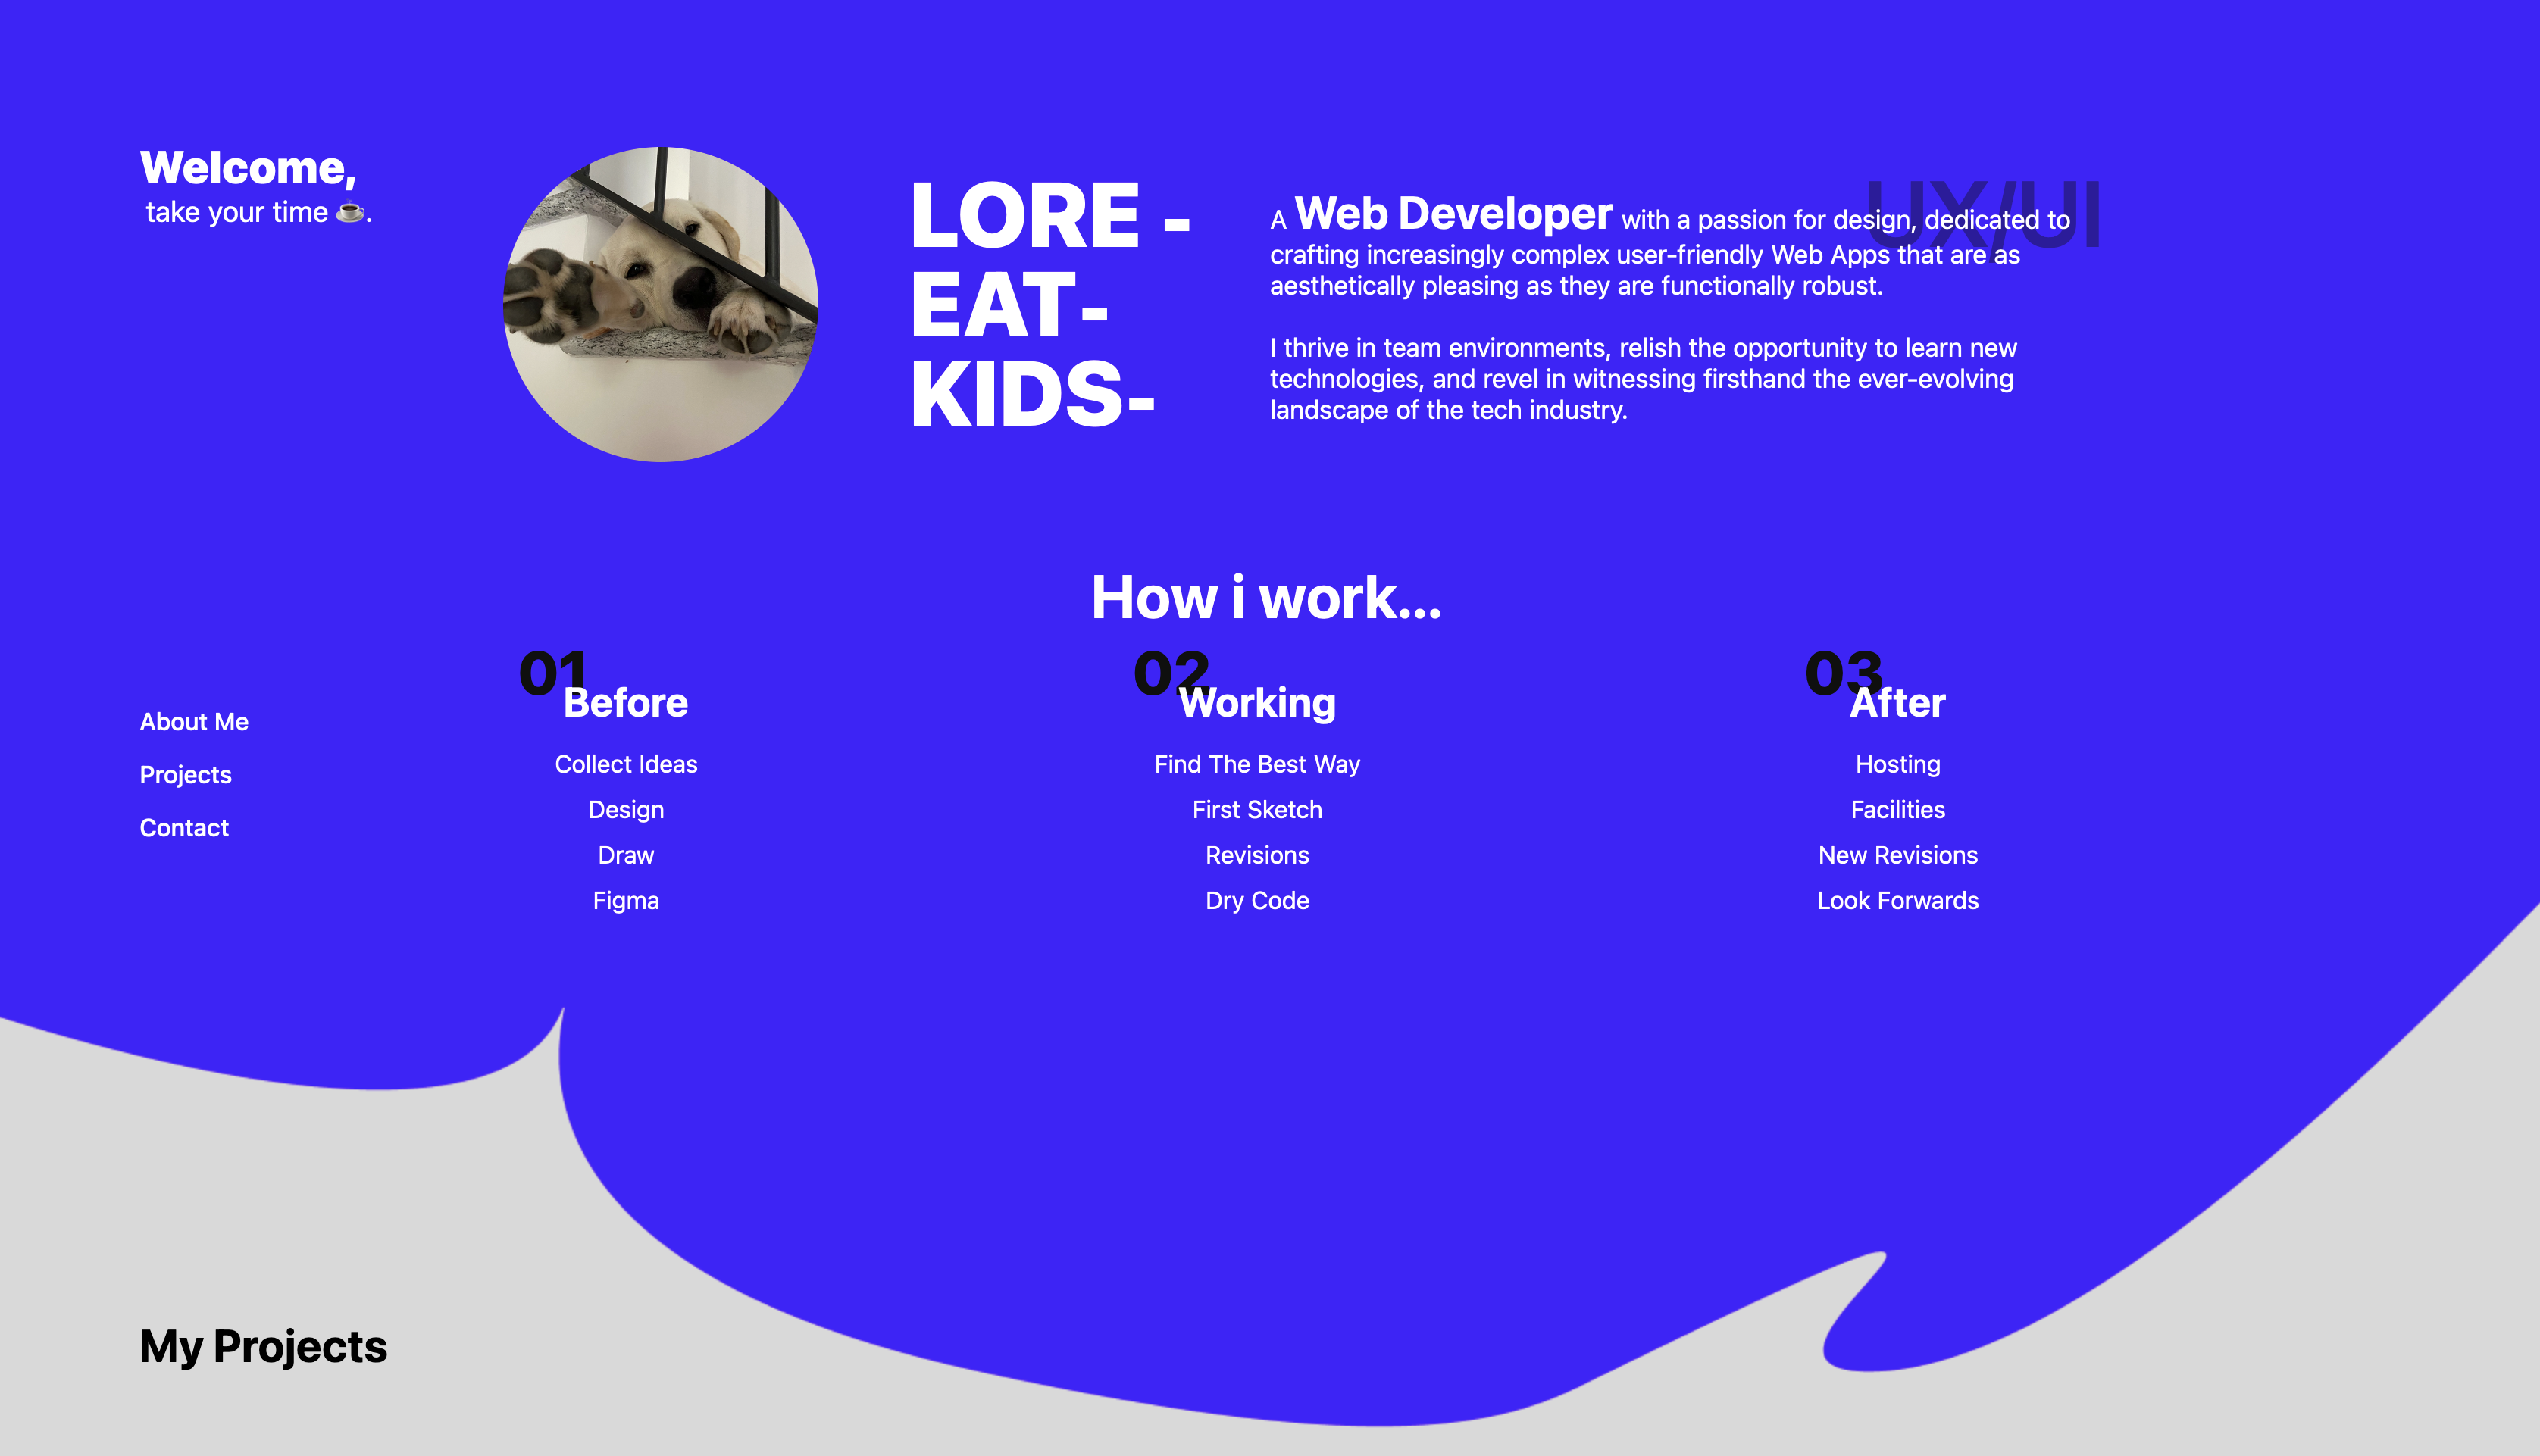 Welcome,
take your time ☕.
LORE -
EAT-
KIDS-
UX/UI
A Web Developer with a passion for design, dedicated to
crafting increasingly complex user-friendly Web Apps that are as
aesthetically pleasing as they are functionally robust.
I thrive in team environments, relish the opportunity to learn new
technologies, and revel in witnessing firsthand the ever-evolving
landscape of the tech industry.
How i work...
About Me
Projects
Contact
01
Before
Collect Ideas
Design
Draw
Figma
02
Working
Find The Best Way
First Sketch
Revisions
Dry Code
03
After
Hosting
Facilities
New Revisions
Look Forwards
My Projects